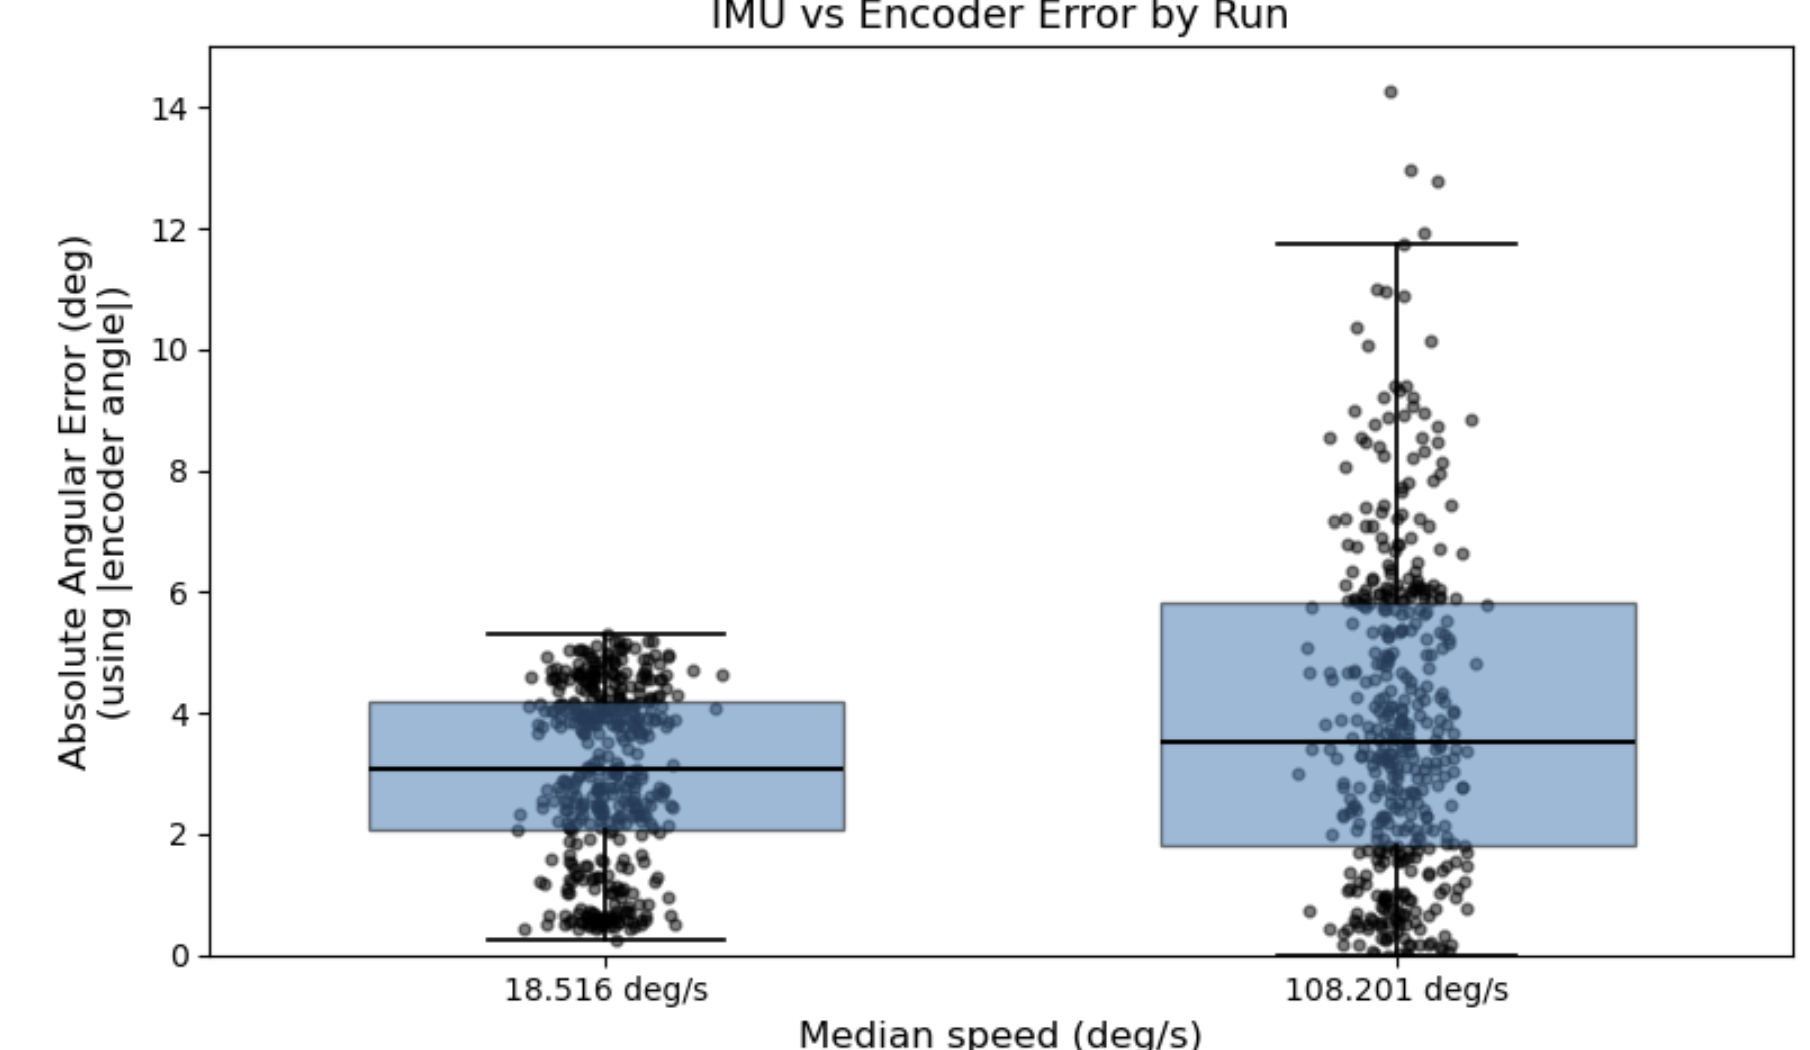 IMU vs Encoder Error by Run
Absolute Angular Error (deg)
(using |encoder angle|)
14
12
10
8
6
4
2
0
18.516 deg/s
108.201 deg/s
Median speed (deg/s)